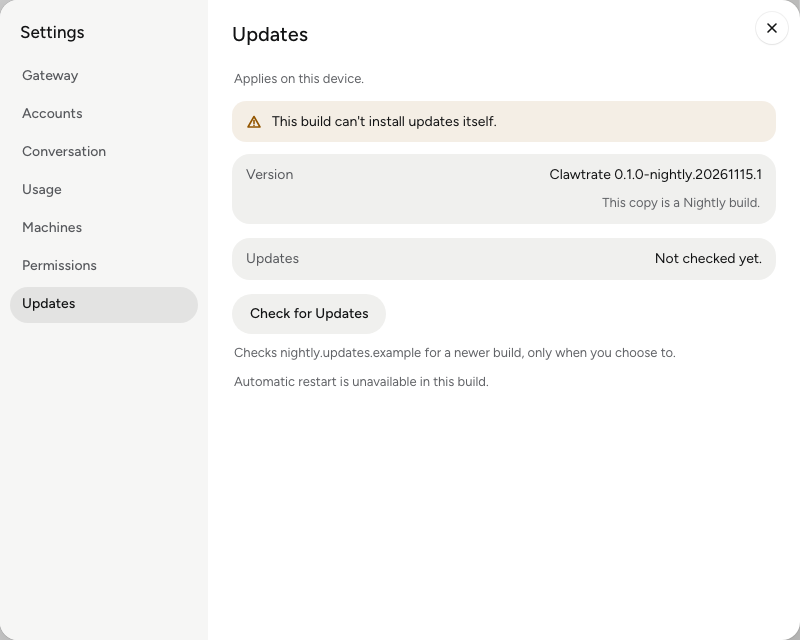 Settings
Gateway
Accounts
Conversation
Usage
Machines
Permissions
Updates
Updates
Applies on this device.
This build can't install updates itself.
Version
Clawtrate 0.1.0-nightly.20261115.1
This copy is a Nightly build.
Updates
Not checked yet.
Check for Updates
Checks nightly.updates.example for a newer build, only when you choose to.
Automatic restart is unavailable in this build.